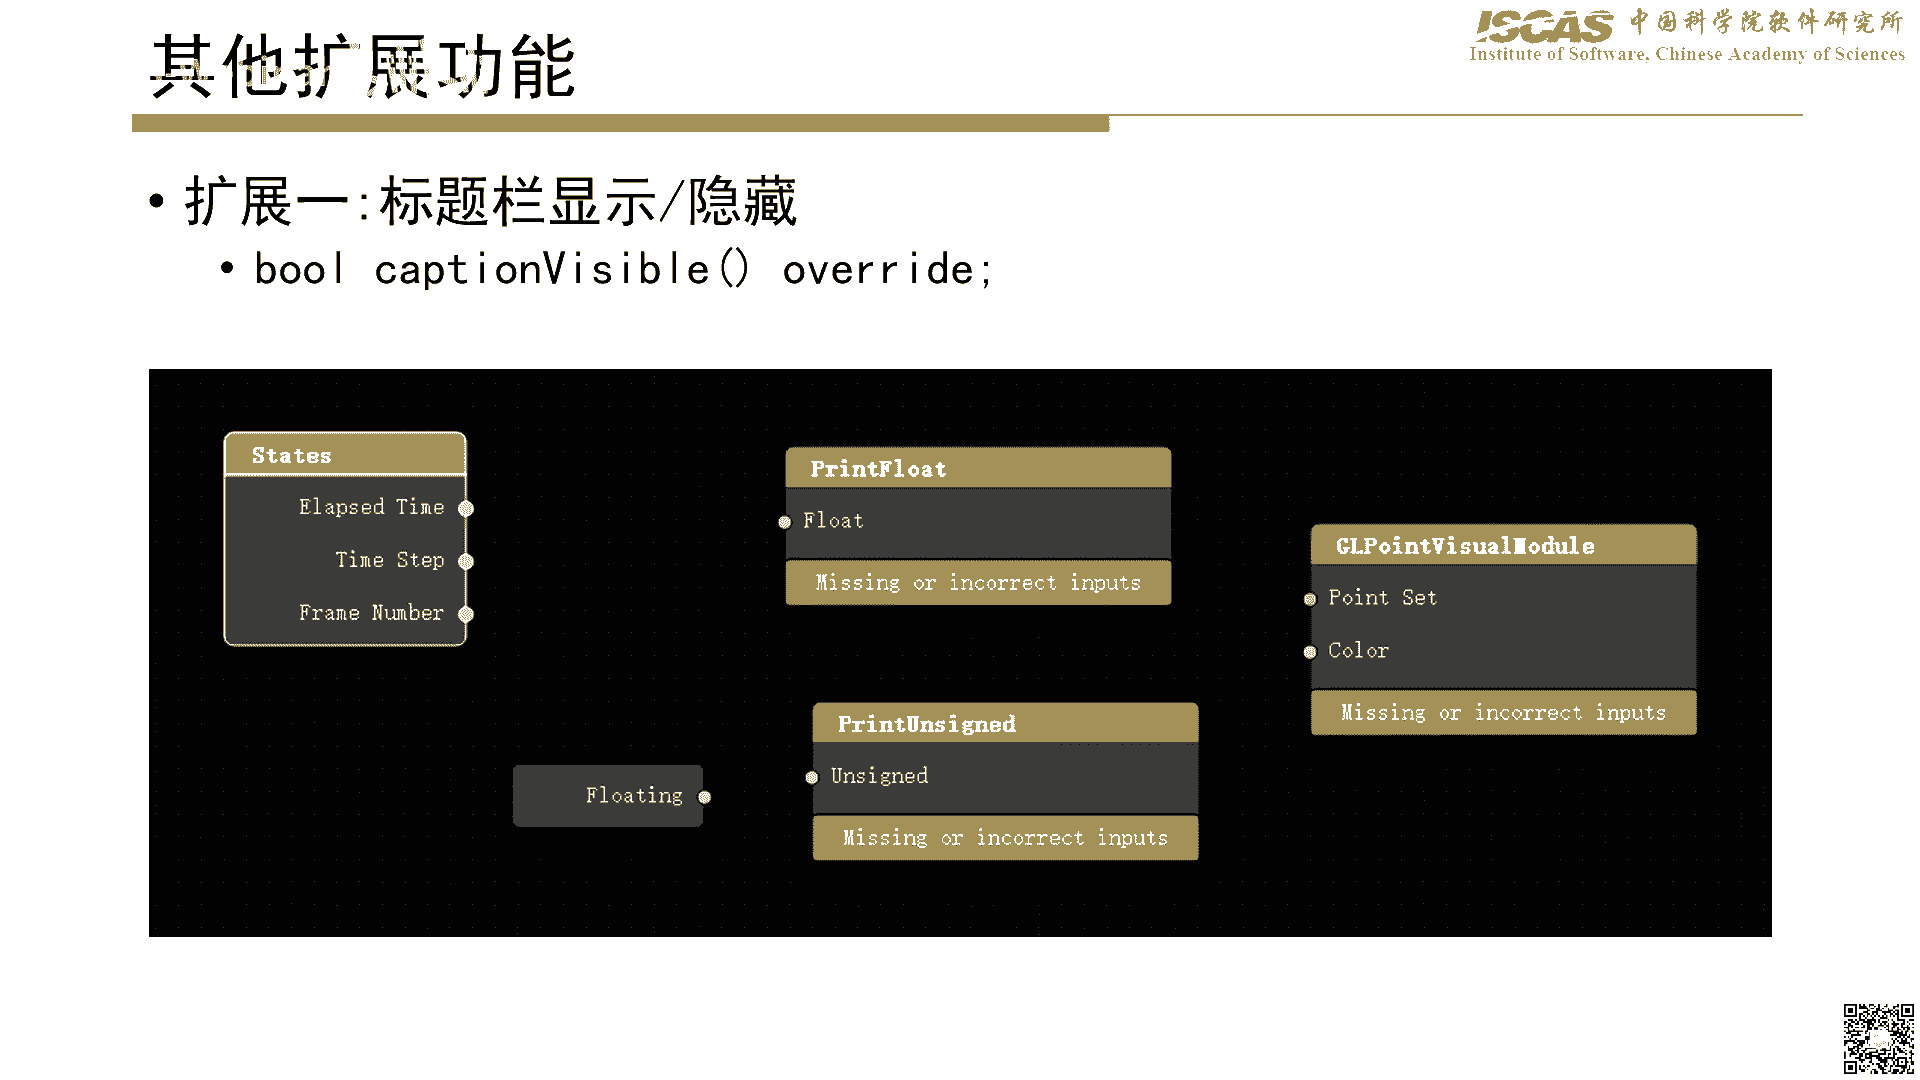 ISCAS 中国科学院软件研究所
Institute of Software, Chinese Academy of Sciences
其他扩展功能
• 扩展一:标题栏显示/隐藏
• bool captionVisible() override;
States
Elapsed Time
Time Step
Frame Number
PrintFloat
Float
Missing or incorrect inputs
GLPointVisualModule
Point Set
Color
Missing or incorrect inputs
Floating
PrintUnsigned
Unsigned
Missing or incorrect inputs